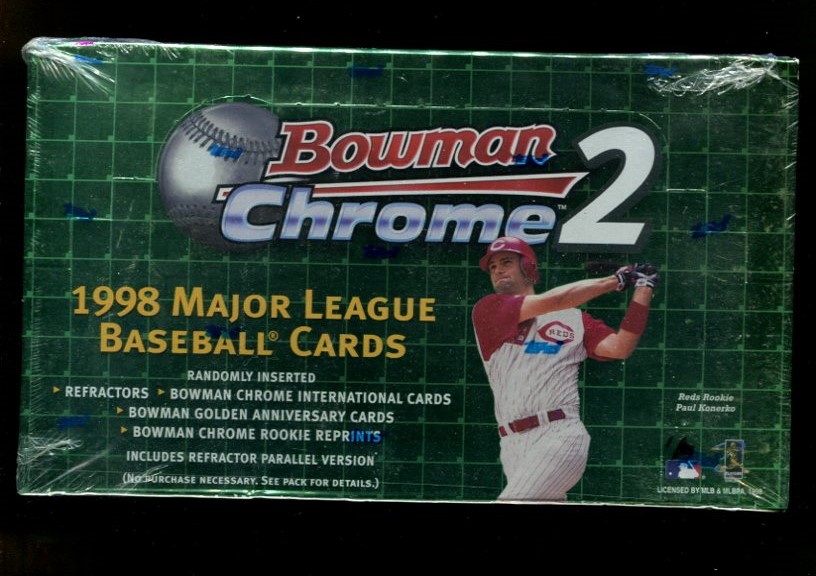 Bowman
Chrome™ 2
1998 MAJOR LEAGUE
BASEBALL® CARDS
RANDOMLY INSERTED
REFRACTORS BOWMAN CHROME INTERNATIONAL CARDS
BOWMAN GOLDEN ANNIVERSARY CARDS
BOWMAN CHROME ROOKIE REPRINTS
INCLUDES REFRACTOR PARALLEL VERSION
(NO PURCHASE NECESSARY. SEE PACK FOR DETAILS.)
C
REDS
Reds Rookie
Paul Konerko
LICENSED BY MLB & MLBPA, 1998